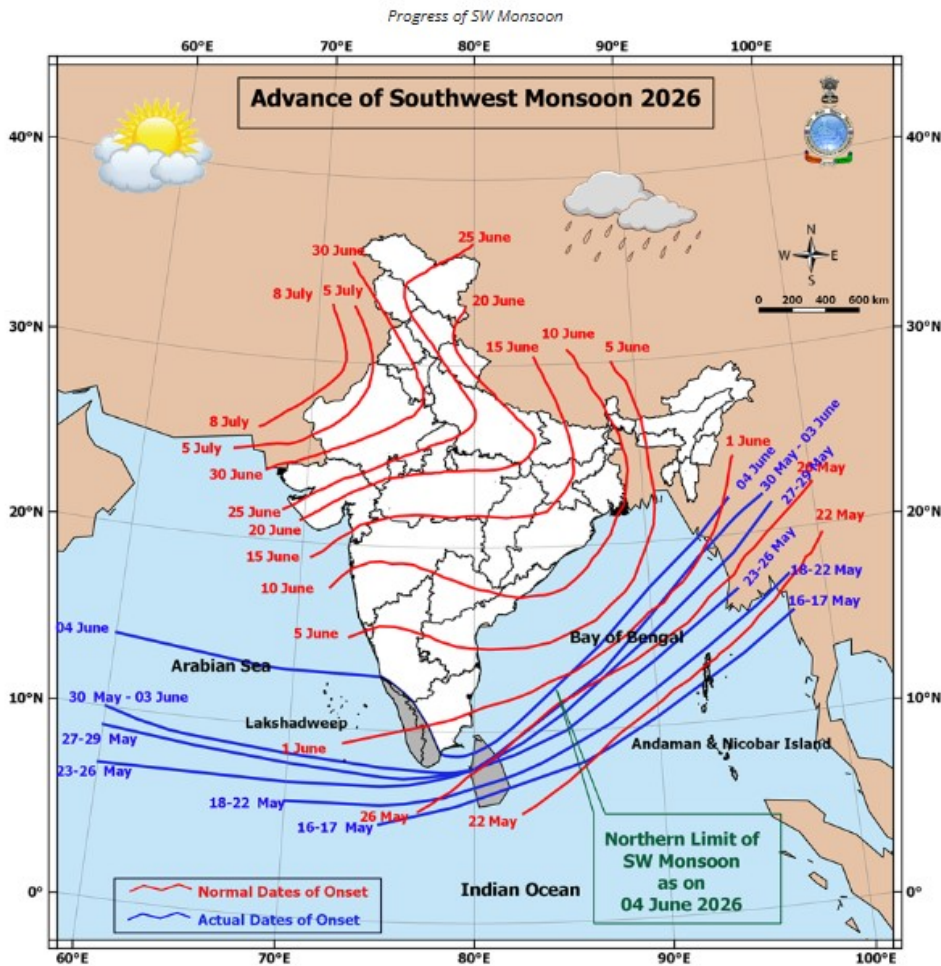 Progress of SW Monsoon
60°E 70°E 80°E 90°E 100°E
Advance of Southwest Monsoon 2026
40°N 40°N
N
W E
S
0 200 400 600 km
25 June
30 June
8 July 5 July
20 June
10 June
15 June 5 June
30°N 30°N
8 July
5 July
30 June
1 June
04 June
30 May - 03 June
26 May
27-29 May
25 June
20 June
22 May
20°N 20°N
15 June
23-26 May
18-22 May
10 June
16-17 May
04 June
5 June
Bay of Bengal
Arabian Sea
10°N 10°N
30 May - 03 June
Lakshadweep
27-29 May
1 June
Andaman & Nicobar Island
23-26 May
18-22 May
26 May
22 May
16-17 May
Northern Limit of
SW Monsoon
as on
04 June 2026
0° 0°
Indian Ocean
Normal Dates of Onset
Actual Dates of Onset
60°E 70°E 80°E 90°E 100°E